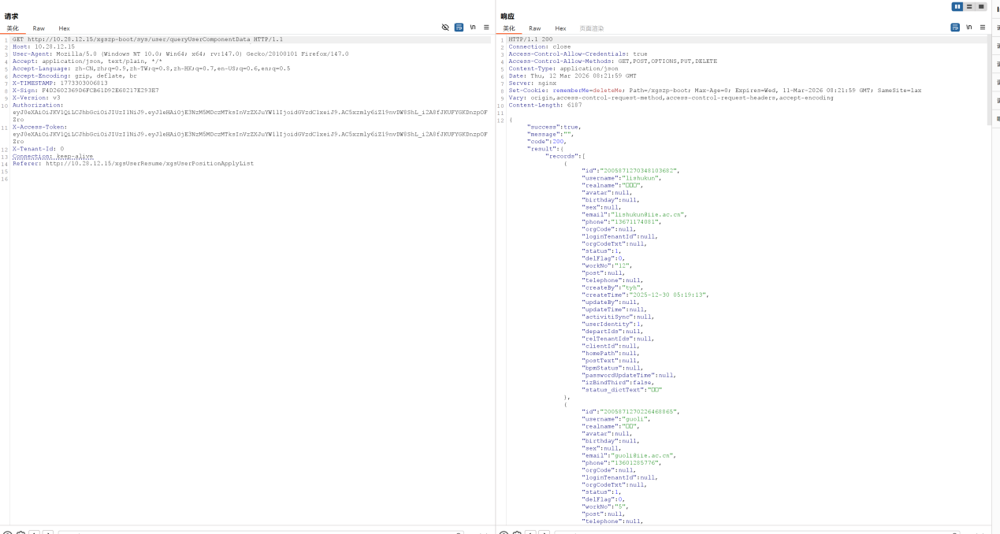 请求
美化 Raw Hex \n
1 GET http://10.28.12.15/xgszp-boot/sys/user/queryUserComponentData HTTP/1.1
2 Host: 10.28.12.15
3 User-Agent: Mozilla/5.0 (Windows NT 10.0; Win64; x64; rv:147.0) Gecko/20100101 Firefox/147.0
4 Accept: application/json, text/plain, */*
5 Accept-Language: zh-CN,zh;q=0.9,zh-TW;q=0.8,zh-HK;q=0.7,en-US;q=0.6,en;q=0.5
6 Accept-Encoding: gzip, deflate, br
7 X-TIMESTAMP: 1773303006813
8 X-Sign: F4D2602369D6FCB61D92E60217E293E7
9 X-Version: v3
10 Authorization:
Zro
11 X-Access-Token:
Zro
12 X-Tenant-Id: 0
13 Connection: keep-alive
14 Referer: http://10.28.12.15/xgsUserResume/xgsUserPositionApplyList
15
16
响应
美化 Raw Hex 页面渲染 \n
1 HTTP/1.1 200
2 Connection: close
3 Access-Control-Allow-Credentials: true
4 Access-Control-Allow-Methods: GET,POST,OPTIONS,PUT,DELETE
5 Content-Type: application/json
6 Date: Thu, 12 Mar 2026 08:21:59 GMT
7 Server: nginx
8 Set-Cookie: rememberMe=deleteMe; Path=/xgszp-boot; Max-Age=0; Expires=Wed, 11-Mar-2026 08:21:59 GMT; SameSite=lax
9 Vary: origin,access-control-request-method,access-control-request-headers,accept-encoding
10 Content-Length: 6187
11
12 {
"success":true,
"message":"",
"code":200,
"result":{
"records":[
{
"id":"2005871270348103682",
"username":"lishukun",
"realname":"□□□",
"avatar":null,
"birthday":null,
"sex":null,
"email":"lishukun@iie.ac.cn",
"phone":"13671174081",
"orgCode":null,
"loginTenantId":null,
"orgCodeTxt":null,
"status":1,
"delFlag":0,
"workNo":"12",
"post":null,
"telephone":null,
"createBy":"tyh",
"createTime":"2025-12-30 05:19:13",
"updateBy":null,
"updateTime":null,
"activitiSync":null,
"userIdentity":1,
"departIds":null,
"relTenantIds":null,
"clientId":null,
"homePath":null,
"postText":null,
"bpmStatus":null,
"passwordUpdateTime":null,
"izBindThird":false,
"status_dictText":"□□"
},
{
"id":"2005871270226468865",
"username":"guoli",
"realname":"□□",
"avatar":null,
"birthday":null,
"sex":null,
"email":"guoli@iie.ac.cn",
"phone":"13601285776",
"orgCode":null,
"loginTenantId":null,
"orgCodeTxt":null,
"status":1,
"delFlag":0,
"workNo":"5",
"post":null,
"telephone":null,